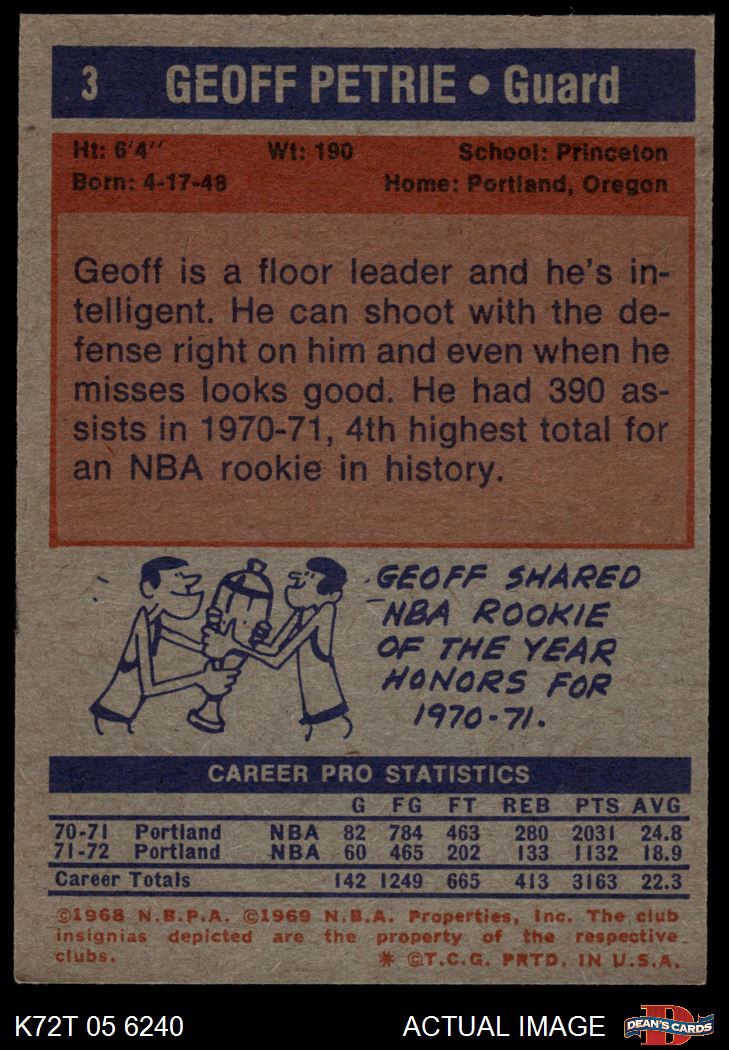 3 GEOFF PETRIE • Guard
Ht: 6'4'' Wt: 190 School: Princeton
Born: 4-17-48 Home: Portland, Oregon
Geoff is a floor leader and he's in-
telligent. He can shoot with the de-
fense right on him and even when he
misses looks good. He had 390 as-
sists in 1970-71, 4th highest total for
an NBA rookie in history.
GEOFF SHARED
NBA ROOKIE
OF THE YEAR
HONORS FOR
1970-71.
CAREER PRO STATISTICS
G FG FT REB PTS AVG
70-71 Portland NBA 82 784 463 280 2031 24.8
71-72 Portland NBA 60 465 202 133 1132 18.9
Career Totals 142 1249 665 413 3163 22.3
©1968 N.B.P.A. ©1969 N.B.A. Properties, Inc. The club
insignias depicted are the property of the respective
clubs. * ©T.C.G. PRTD. IN U.S.A.
K72T 05 6240 ACTUAL IMAGE DEAN'S CARDS